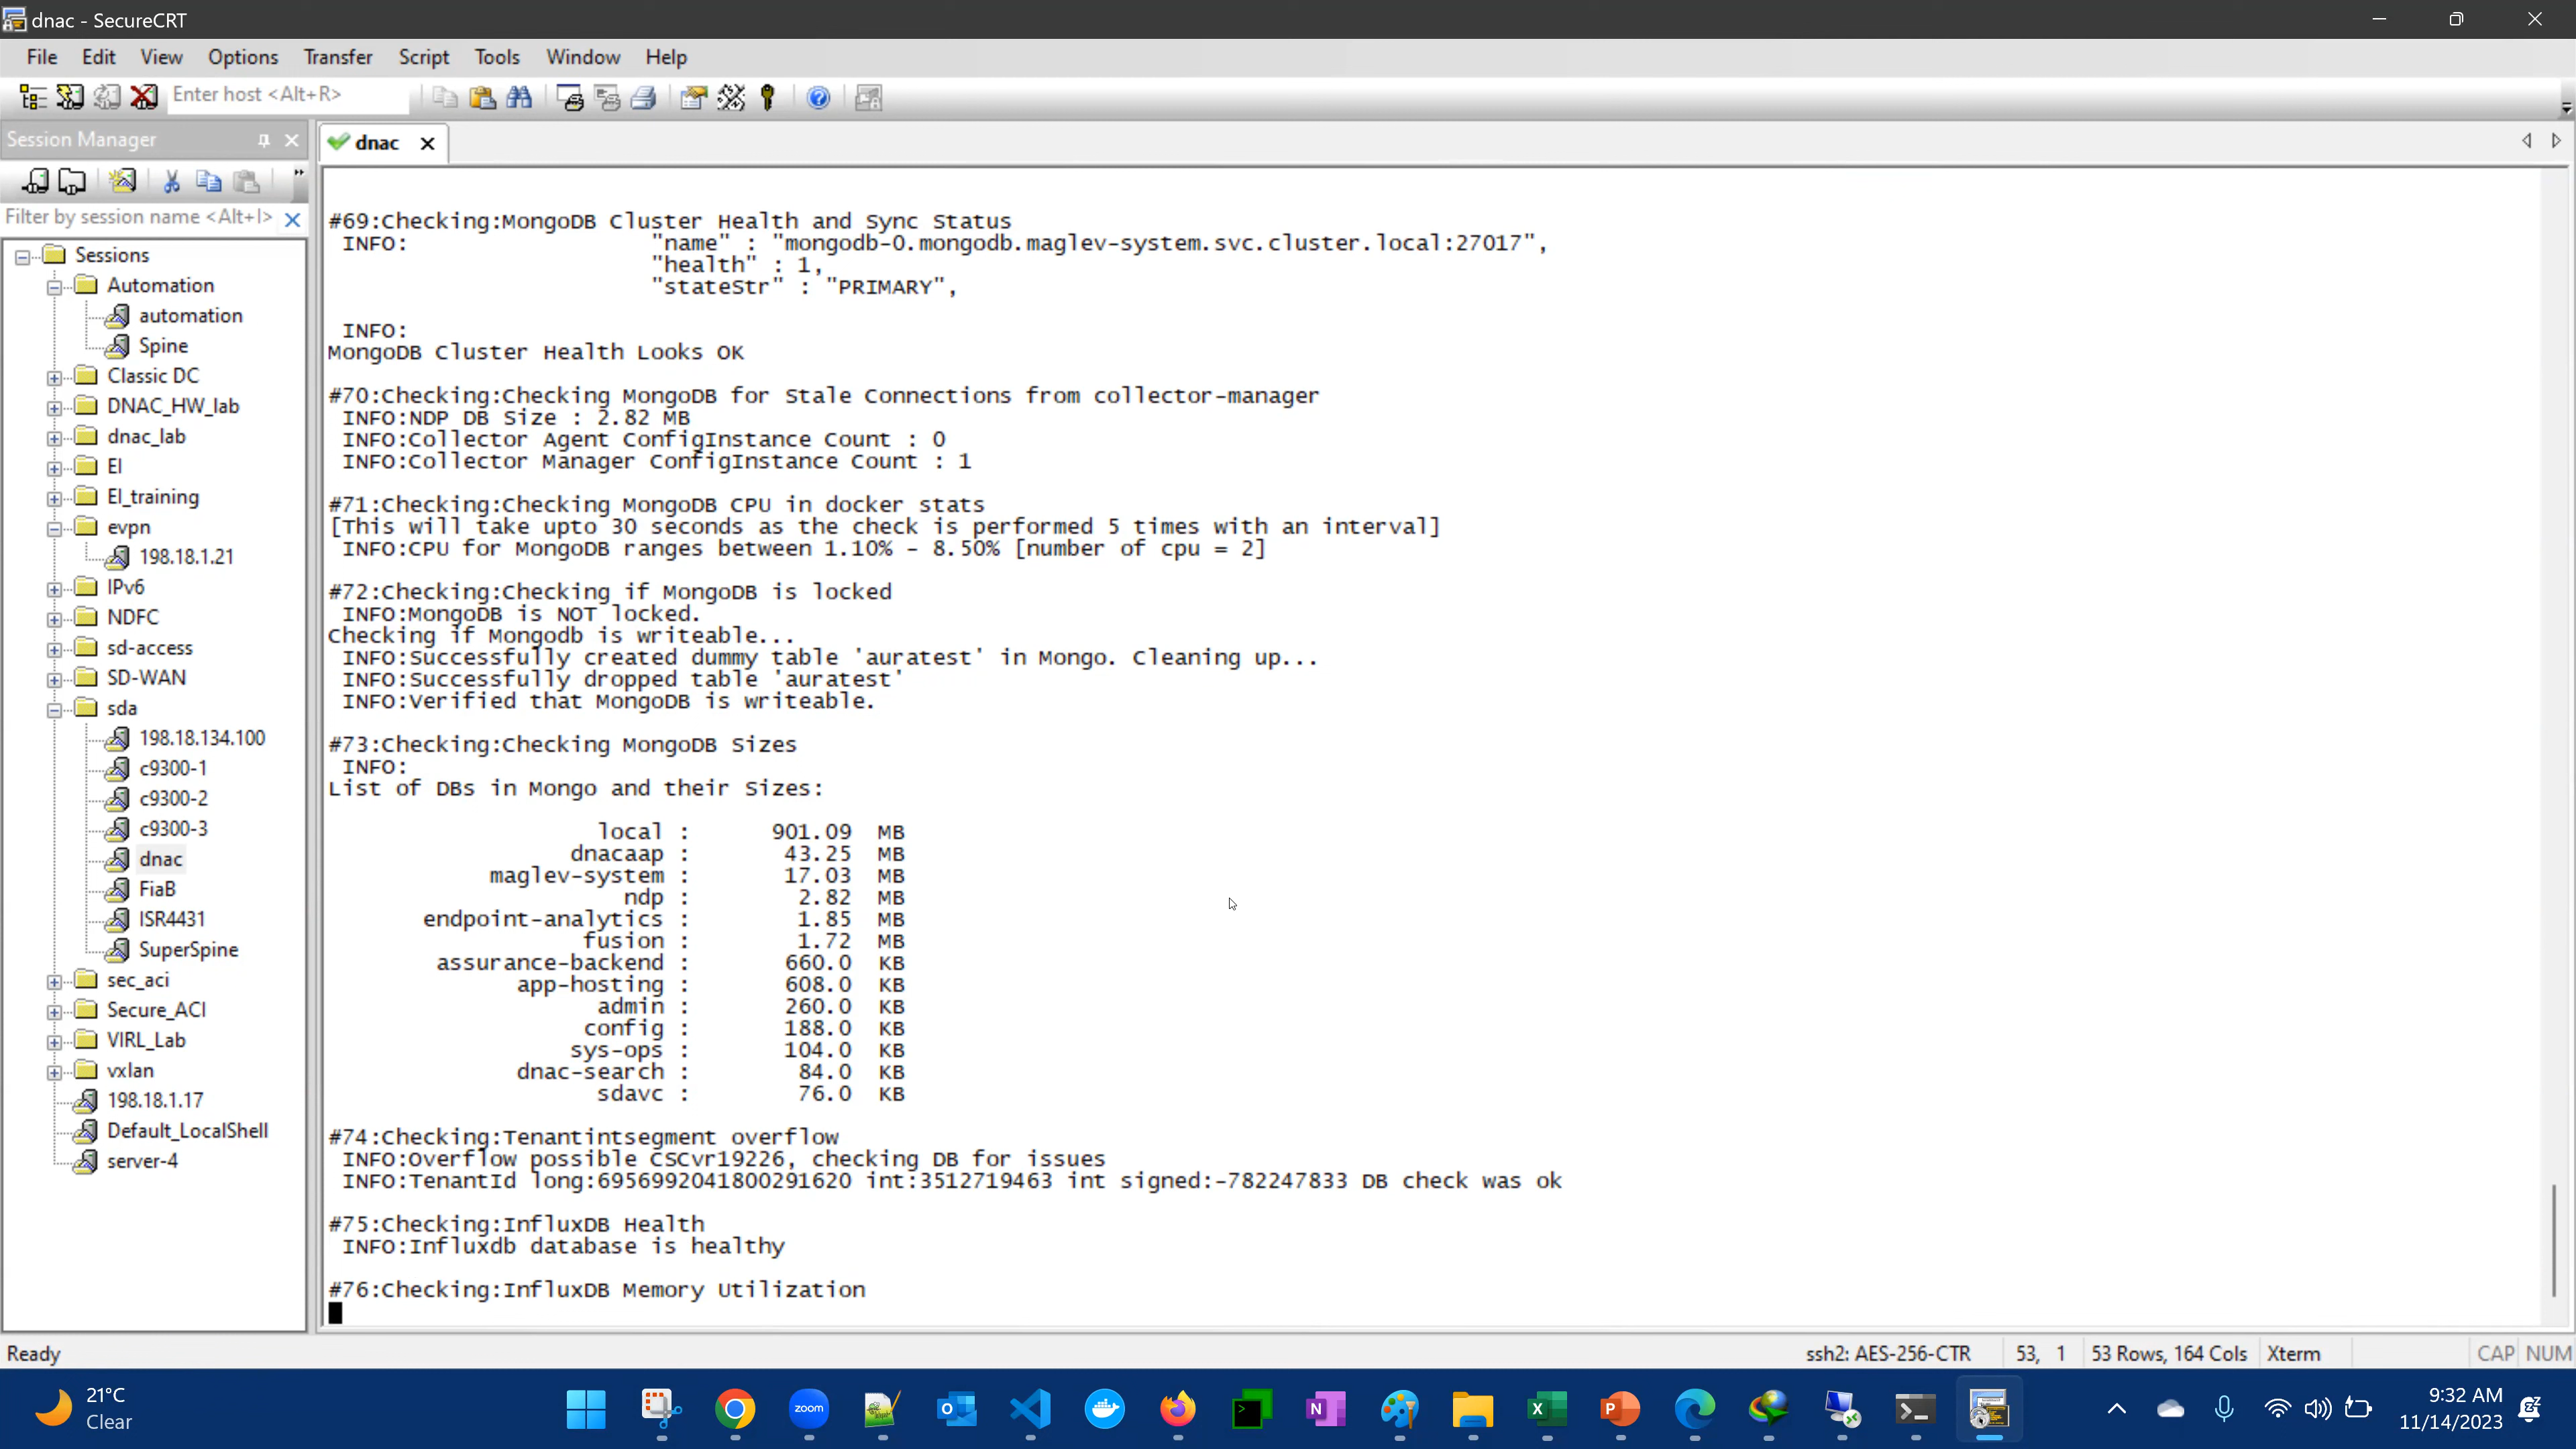 dnac - SecureCRT
File Edit View Options Transfer Script Tools Window Help
Enter host <Alt+R>
Session Manager
dnac
Filter by session name <Alt+I>
Sessions
Automation
automation
Spine
Classic DC
DNAC_HW_lab
dnac_lab
EI
EI_training
evpn
198.18.1.21
IPv6
NDFC
sd-access
SD-WAN
sda
198.18.134.100
c9300-1
c9300-2
c9300-3
dnac
FiaB
ISR4431
SuperSpine
sec_aci
Secure_ACI
VIRL_Lab
vxlan
198.18.1.17
Default_LocalShell
server-4
#69:Checking:MongoDB Cluster Health and Sync Status
INFO: "name" : "mongodb-0.mongodb.maglev-system.svc.cluster.local:27017",
"health" : 1,
"stateStr" : "PRIMARY",
INFO:
MongoDB Cluster Health Looks OK
#70:Checking:Checking MongoDB for Stale Connections from collector-manager
INFO:NDP DB Size : 2.82 MB
INFO:Collector Agent ConfigInstance Count : 0
INFO:Collector Manager ConfigInstance Count : 1
#71:Checking:Checking MongoDB CPU in docker stats
[This will take upto 30 seconds as the check is performed 5 times with an interval]
INFO:CPU for MongoDB ranges between 1.10% - 8.50% [number of cpu = 2]
#72:Checking:Checking if MongoDB is locked
INFO:MongoDB is NOT locked.
Checking if Mongodb is writeable...
INFO:Successfully created dummy table 'auratest' in Mongo. Cleaning up...
INFO:Successfully dropped table 'auratest'
INFO:Verified that MongoDB is writeable.
#73:Checking:Checking MongoDB Sizes
INFO:
List of DBs in Mongo and their Sizes:
local : 901.09 MB
dnacaap : 43.25 MB
maglev-system : 17.03 MB
ndp : 2.82 MB
endpoint-analytics : 1.85 MB
fusion : 1.72 MB
assurance-backend : 660.0 KB
app-hosting : 608.0 KB
admin : 260.0 KB
config : 188.0 KB
sys-ops : 104.0 KB
dnac-search : 84.0 KB
sdavc : 76.0 KB
#74:Checking:Tenantintsegment overflow
INFO:Overflow possible CSCvr19226, checking DB for issues
INFO:TenantId long:6956992041800291620 int:3512719463 int signed:-782247833 DB check was ok
#75:Checking:InfluxDB Health
INFO:Influxdb database is healthy
#76:Checking:InfluxDB Memory Utilization
Ready
ssh2: AES-256-CTR 53, 1 53 Rows, 164 Cols Xterm CAP NUM
21°C
Clear
zoom
9:32 AM
11/14/2023